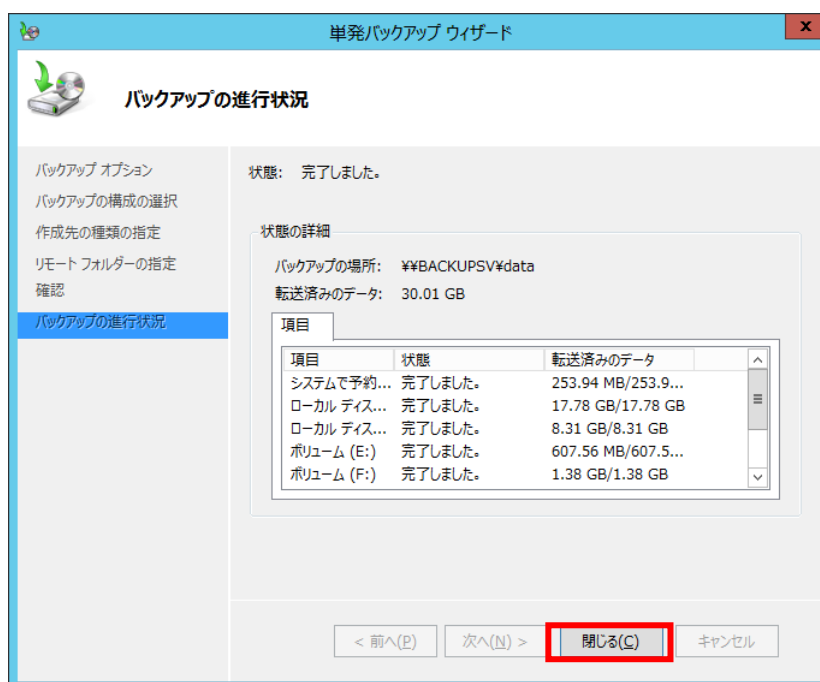 単発バックアップ ウィザード
x
バックアップの進行状況
バックアップ オプション
バックアップの構成の選択
作成先の種類の指定
リモート フォルダーの指定
確認
バックアップの進行状況
状態: 完了しました。
状態の詳細
バックアップの場所: ¥¥BACKUPSV¥data
転送済みのデータ: 30.01 GB
項目
項目 状態 転送済みのデータ
システムで予約... 完了しました。 253.94 MB/253.9...
ローカル ディス... 完了しました。 17.78 GB/17.78 GB
ローカル ディス... 完了しました。 8.31 GB/8.31 GB
ボリューム (E:) 完了しました。 607.56 MB/607.5...
ボリューム (F:) 完了しました。 1.38 GB/1.38 GB
< 前へ(P) 次へ(N) > 閉じる(C) キャンセル